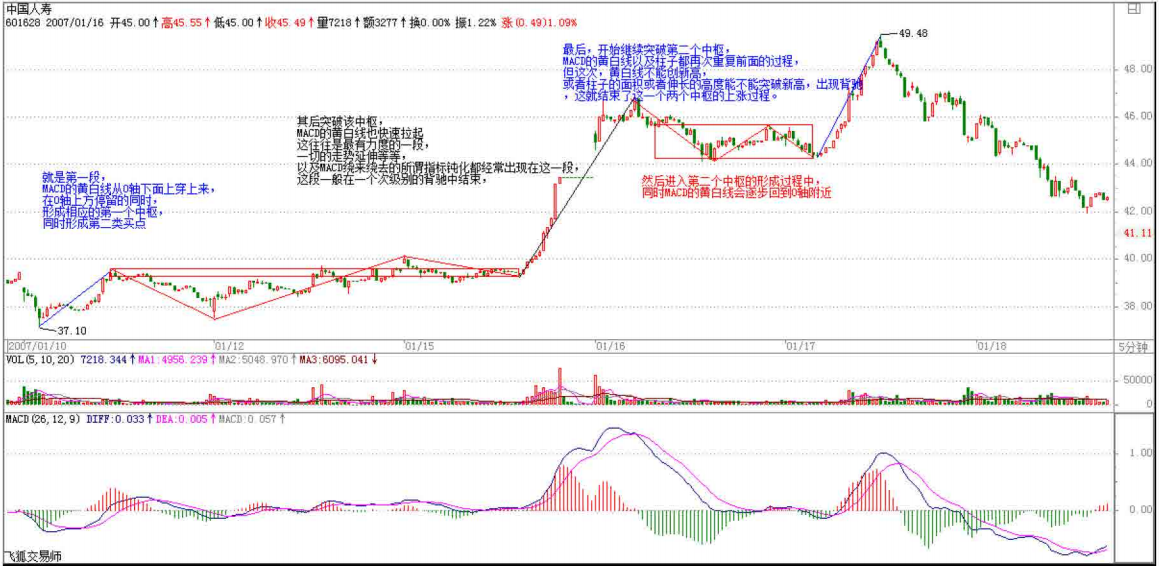 中国人寿
601628 2007/01/16 开45.00↑高45.55↑低45.00↑收45.49↑量7218↑额3277↑换0.00% 振1.22% 涨(0.49)1.09%
49.48
最后，开始继续突破第二个中枢，
MACD的黄白线以及柱子都再次重复前面的过程，
但这次，黄白线不能创新高，
或者柱子的面积或者伸长的高度能不能突破新高，出现背驰
，这就结束了这一个两个中枢的上涨过程。
48.00
46.00
44.00
42.00
41.11
40.00
38.00
其后突破该中枢，
MACD的黄白线也快速拉起
这往往是最有力度的一段，
一切的走势延伸等等，
以及MACD绕来绕去的所谓指标钝化都经常出现在这一段，
这段一般在一个次级别的背驰中结束，
就是第一段，
MACD的黄白线从0轴下面上穿上来，
在0轴上方停留的同时，
形成相应的第一个中枢，
同时形成第二类买点
然后进入第二个中枢的形成过程中，
同时MACD的黄白线会逐步回到0轴附近
37.10
2007/01/10 01/12 01/15 01/16 01/17 01/18 5分钟
VOL(5,10,20) 7218.344↑MA1:4956.239↑MA2:5048.970↑MA3:6095.041↓
50000
0
MACD(26,12,9) DIFF:0.033↑DEA:0.005↑MACD:0.057↑
1.00
0.00
飞狐交易师